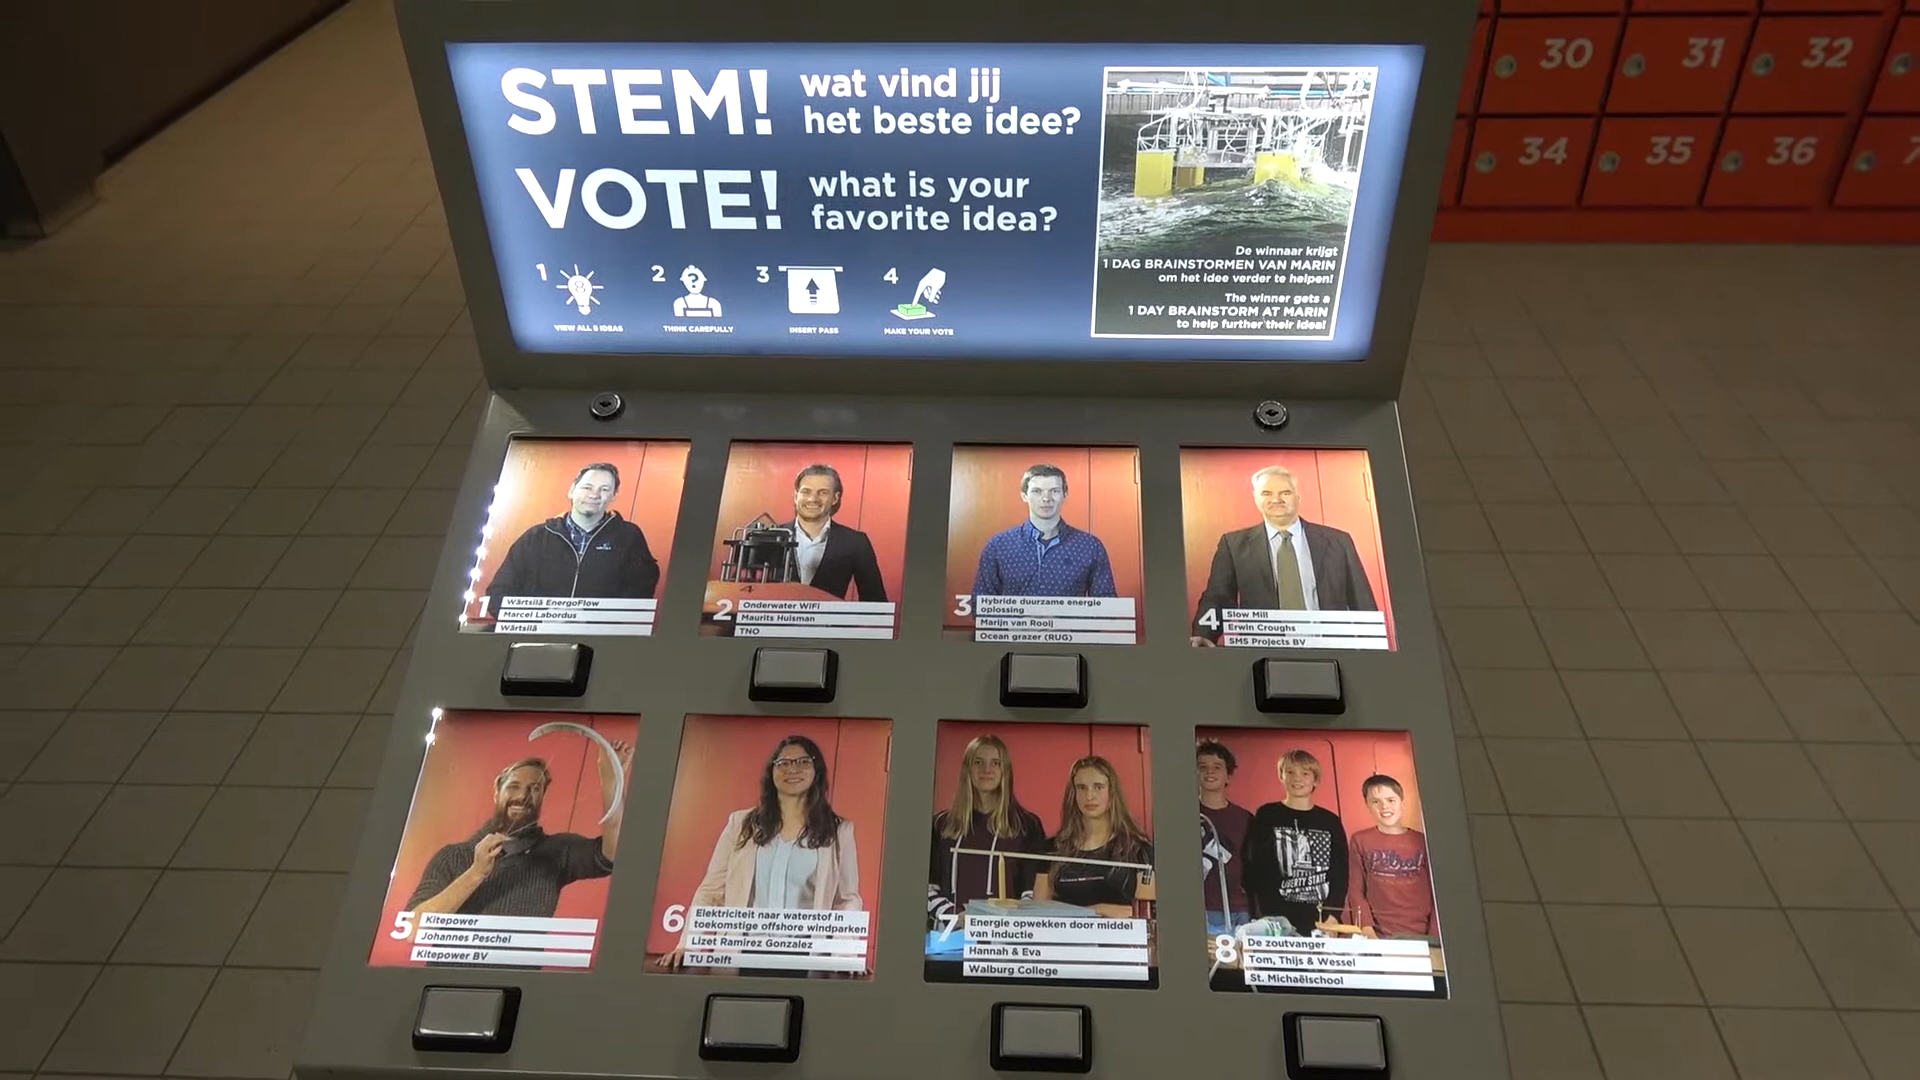 STEM! wat vind jij
het beste idee?
VOTE! what is your
favorite idea?
1 2 3 4
VIEW ALL 8 IDEAS
THINK CAREFULLY
INSERT PASS
MAKE YOUR VOTE
De winnaar krijgt
1 DAG BRAINSTORMEN VAN MARIN
om het idee verder te helpen!
The winner gets a
1 DAY BRAINSTORM AT MARIN
to help further their idea!
30
31
32
34
35
36
1
Wärtsilä EnergoFlow
Marcel Labordus
Wärtsilä
2
Onderwater WiFi
Maurits Huisman
TNO
3
Hybride duurzame energie
oplossing
Marijn van Rooij
Ocean grazer (RUG)
4
Slow Mill
Erwin Croughs
SMS Projects BV
5
Kitepower
Johannes Peschel
Kitepower BV
6
Elektriciteit naar waterstof in
toekomstige offshore windparken
Lizet Ramirez Gonzalez
TU Delft
7
Energie opwekken door middel
van inductie
Hannah & Eva
Walburg College
8
De zoutvanger
Tom, Thijs & Wessel
St. Michaëlschool
LIBERTY STATE
Petrol